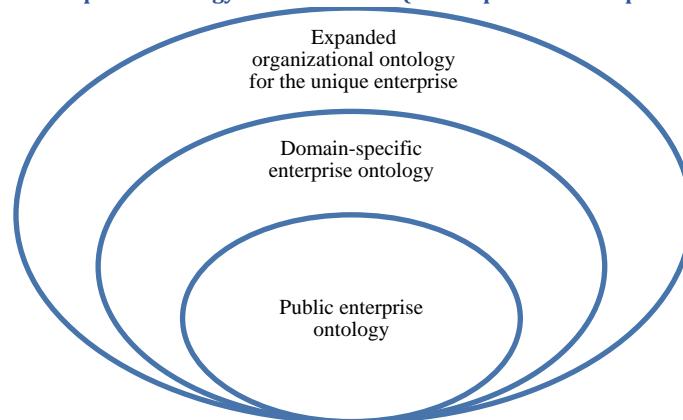 Expanded
organizational ontology
for the unique enterprise
Domain-specific
enterprise ontology
Public enterprise
ontology